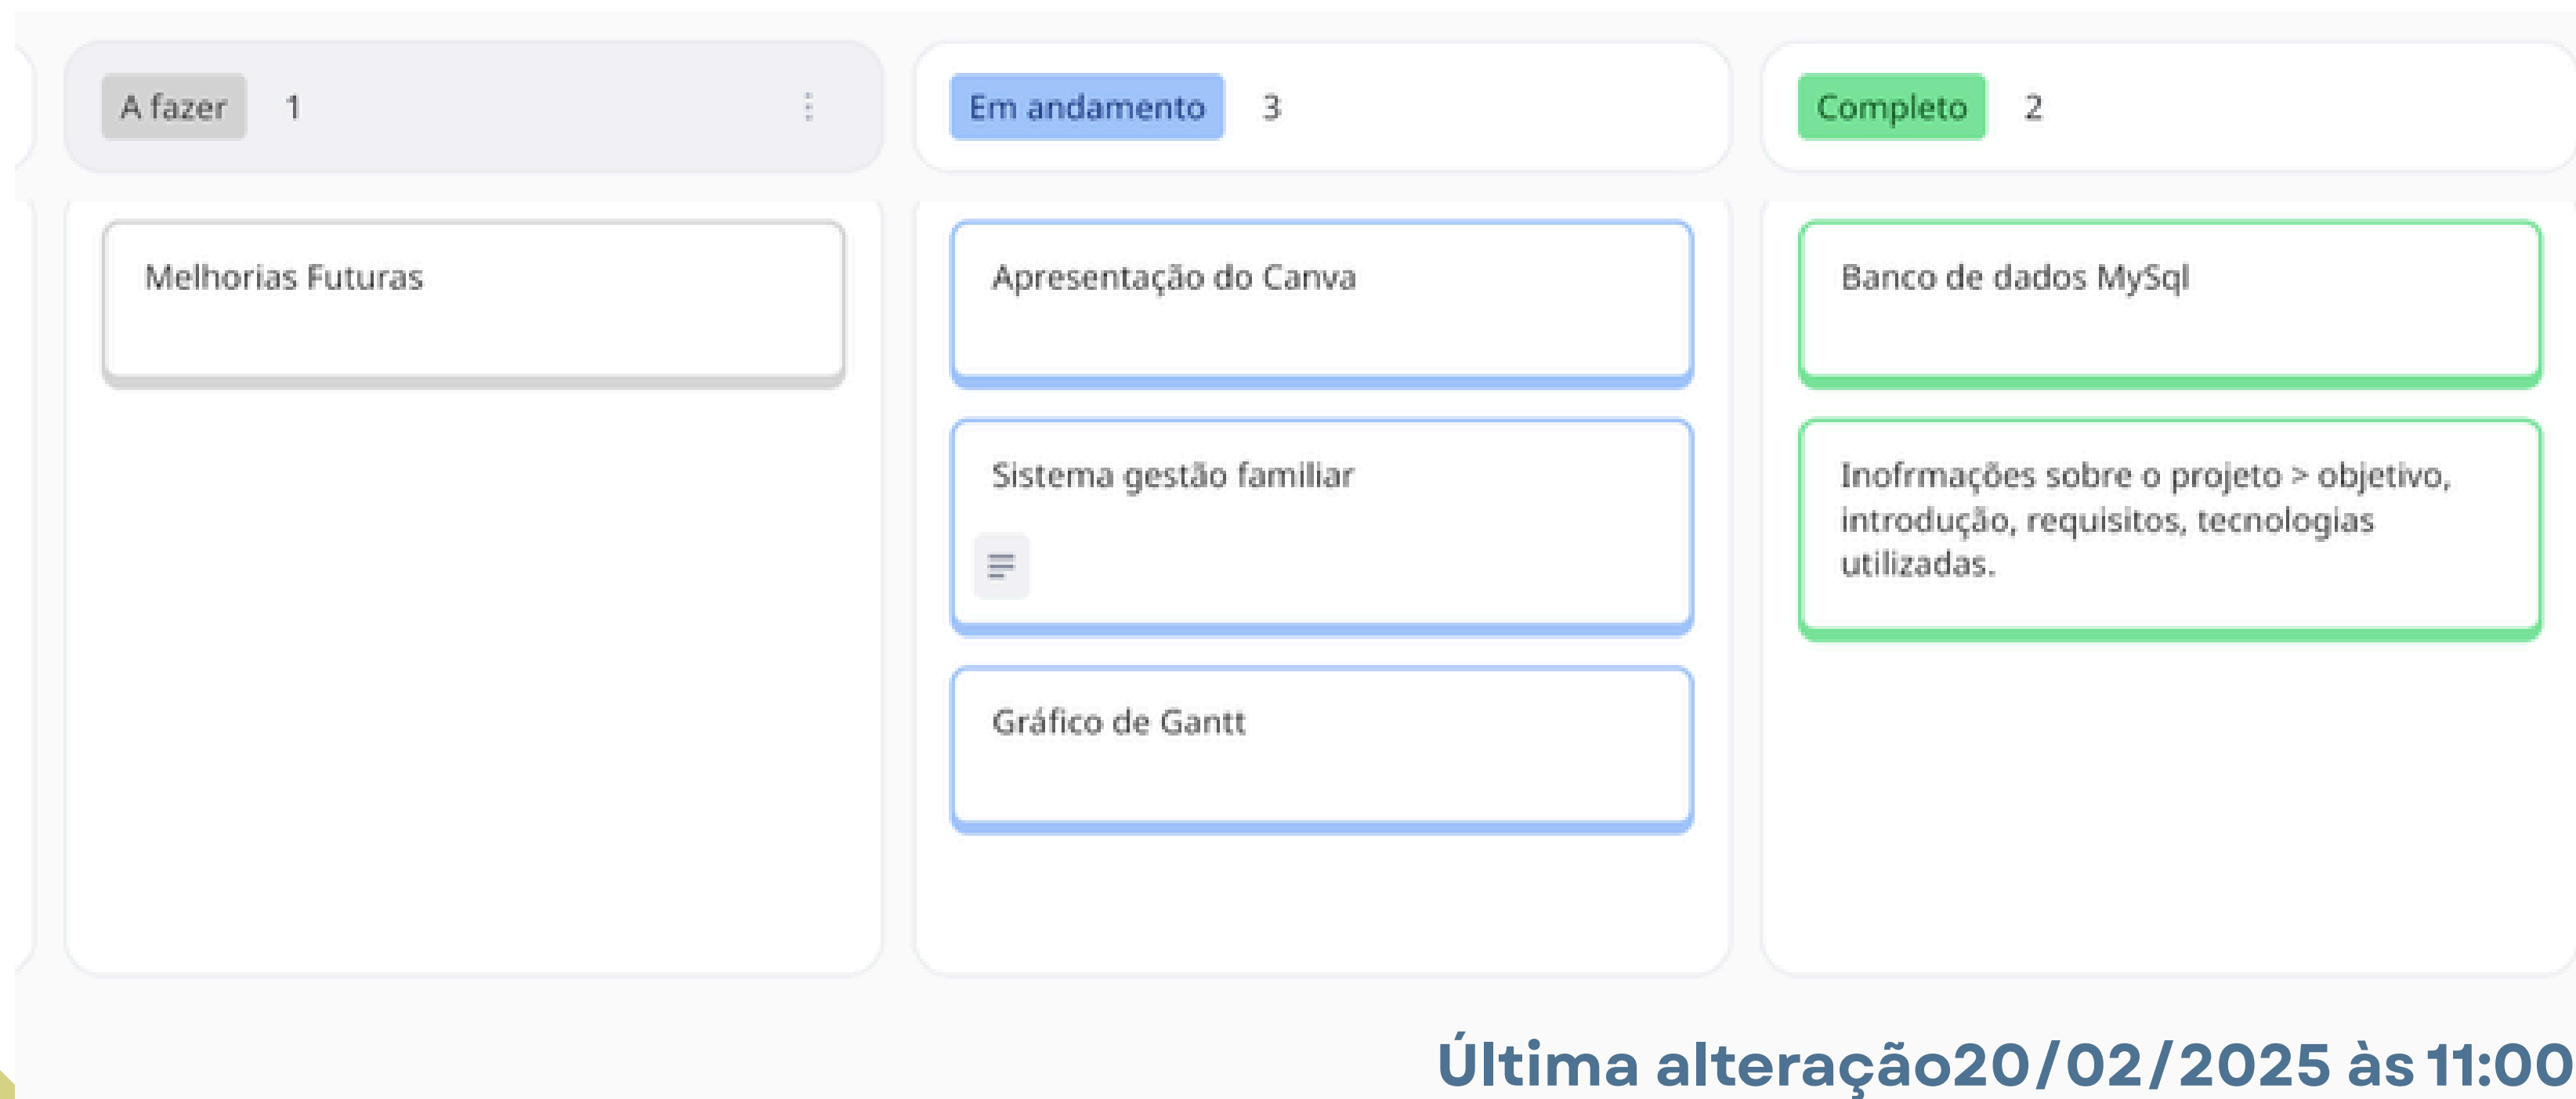 A fazer 1
Em andamento 3
Completo 2
Melhorias Futuras
Apresentação do Canva
Sistema gestão familiar
Gráfico de Gantt
Banco de dados MySql
Inofrmações sobre o projeto > objetivo,
introdução, requisitos, tecnologias
utilizadas.
Última alteração20/02/2025 às 11:00